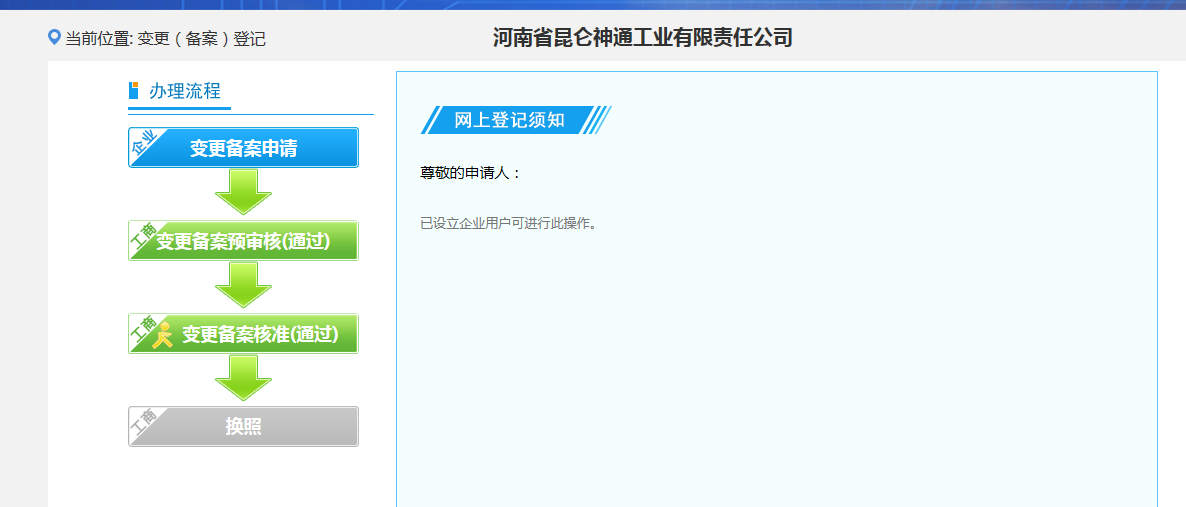 当前位置: 变更（备案）登记
河南省昆仑神通工业有限责任公司
办理流程
企业
变更备案申请
工商
变更备案预审核(通过)
工商
变更备案核准(通过)
工商
换照
网上登记须知
尊敬的申请人：
已设立企业用户可进行此操作。